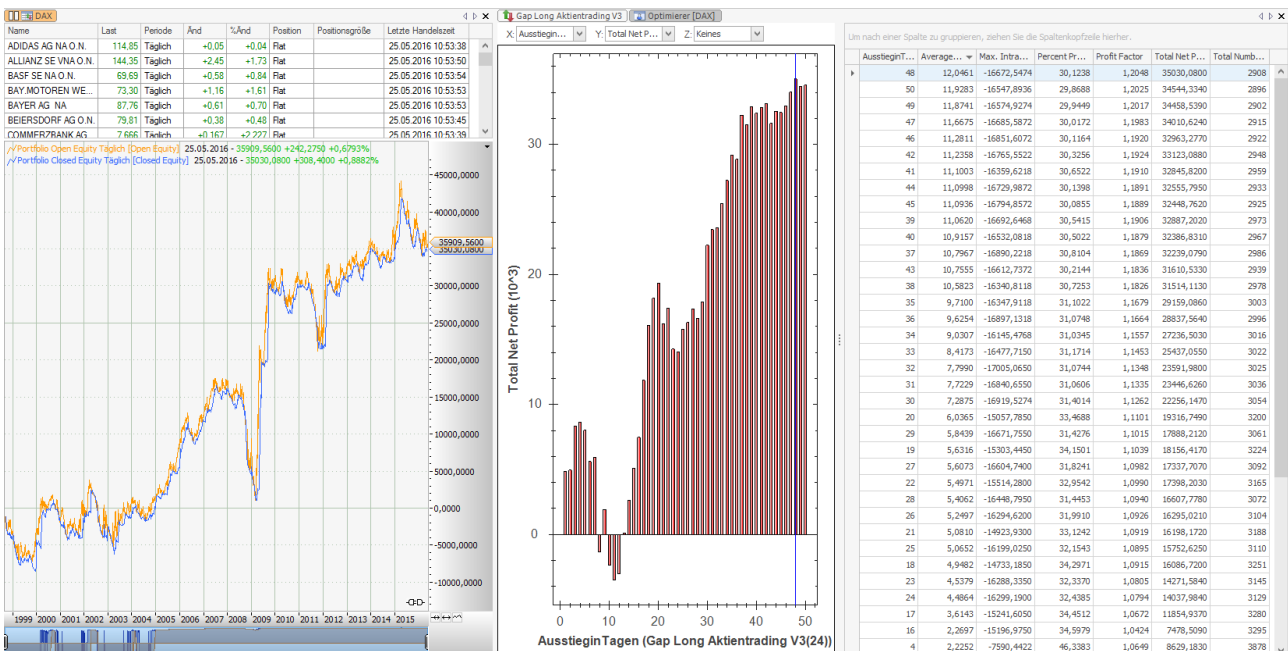 DAX
Name Last Periode Änd %Änd Position Positionsgröße Letzte Handelszeit
ADIDAS AG NA O.N. 114,85 Täglich +0,05 +0,04 Flat 25.05.2016 10:53:38
ALLIANZ SE VNA O.N. 144,35 Täglich +2,45 +1,73 Flat 25.05.2016 10:53:50
BASF SE NA O.N. 69,69 Täglich +0,58 +0,84 Flat 25.05.2016 10:53:54
BAY.MOTOREN WE... 73,30 Täglich +1,16 +1,61 Flat 25.05.2016 10:53:53
BAYER AG NA 87,76 Täglich +0,61 +0,70 Flat 25.05.2016 10:53:53
BEIERSDORF AG O.N. 79,81 Täglich +0,38 +0,48 Flat 25.05.2016 10:53:45
COMMERZBANK AG 7,666 Täglich +0,167 +2,227 Flat 25.05.2016 10:53:39
Portfolio Open Equity Täglich [Open Equity] 25.05.2016 - 35909,5600 +242,2750 +0,6793%
Portfolio Closed Equity Täglich [Closed Equity] 25.05.2016 - 35030,0800 +308,4000 +0,8882%
45000,0000
40000,0000
35909,5600
35030,0800
30000,0000
25000,0000
20000,0000
15000,0000
10000,0000
5000,0000
0,0000
-5000,0000
-10000,0000
1999 2000 2001 2002 2003 2004 2005 2006 2007 2008 2009 2010 2011 2012 2013 2014 2015
Gap Long Aktientrading V3 Optimierer [DAX]
X: Ausstiegin... Y: Total Net P... Z: Keines
Total Net Profit (10^3)
30
20
10
0
0 10 20 30 40 50
AusstieginTagen (Gap Long Aktientrading V3(24))
Um nach einer Spalte zu gruppieren, ziehen Sie die Spaltenkopfzeile hierher.
AusstieginT... Average... Max. Intra... Percent Pr... Profit Factor Total Net P... Total Numb...
48 12,0461 -16672,5474 30,1238 1,2048 35030,0800 2908
50 11,9283 -16547,8936 29,8688 1,2025 34544,3340 2896
49 11,8741 -16574,9274 29,9449 1,2017 34458,5390 2902
47 11,6675 -16685,5872 30,0172 1,1983 34010,6240 2915
46 11,2811 -16851,6072 30,1164 1,1920 32963,2770 2922
42 11,2358 -16765,5522 30,3256 1,1924 33123,0880 2948
41 11,1003 -16359,6218 30,6522 1,1910 32845,8200 2959
44 11,0998 -16729,9872 30,1398 1,1891 32555,7950 2933
45 11,0936 -16794,8572 30,0855 1,1889 32448,7620 2925
39 11,0620 -16692,6468 30,5415 1,1906 32887,2020 2973
40 10,9157 -16532,0818 30,5022 1,1879 32386,8310 2967
37 10,7967 -16890,2218 30,8104 1,1869 32239,0790 2986
43 10,7555 -16612,7372 30,2144 1,1836 31610,5330 2939
38 10,5823 -16340,8118 30,7253 1,1826 31514,1130 2978
35 9,7100 -16347,9118 31,1022 1,1679 29159,0860 3003
36 9,6254 -16897,1318 31,0748 1,1664 28837,5640 2996
34 9,0307 -16145,4768 31,0345 1,1557 27236,5030 3016
33 8,4173 -16477,7150 31,1714 1,1453 25437,0550 3022
32 7,7990 -17005,0650 31,0744 1,1348 23591,9800 3025
31 7,7229 -16840,6550 31,0606 1,1335 23446,6260 3036
30 7,2875 -16919,5274 31,4014 1,1262 22256,1470 3054
20 6,0365 -15057,7850 33,4688 1,1101 19316,7490 3200
29 5,8439 -16671,7550 31,4276 1,1015 17888,2120 3061
19 5,6316 -15303,4450 34,1501 1,1039 18156,4170 3224
27 5,6073 -16604,7400 31,8241 1,0982 17337,7070 3092
22 5,4971 -15514,2800 32,9542 1,0990 17398,2030 3165
28 5,4062 -16448,7950 31,4453 1,0940 16607,7780 3072
26 5,2497 -16294,6200 31,9910 1,0926 16295,0210 3104
21 5,0810 -14923,9300 33,1242 1,0919 16198,1720 3188
25 5,0652 -16199,0250 32,1543 1,0895 15752,6250 3110
18 4,9482 -14733,1850 34,2971 1,0915 16086,7200 3251
23 4,5379 -16288,3350 32,3370 1,0805 14271,5840 3145
24 4,4864 -16299,1900 32,4385 1,0794 14037,9840 3129
17 3,6143 -15241,6050 34,4512 1,0672 11854,9370 3280
16 2,2697 -15196,9750 34,5979 1,0424 7478,5090 3295
4 2,2252 -7590,4422 46,3383 1,0649 8629,1830 3878